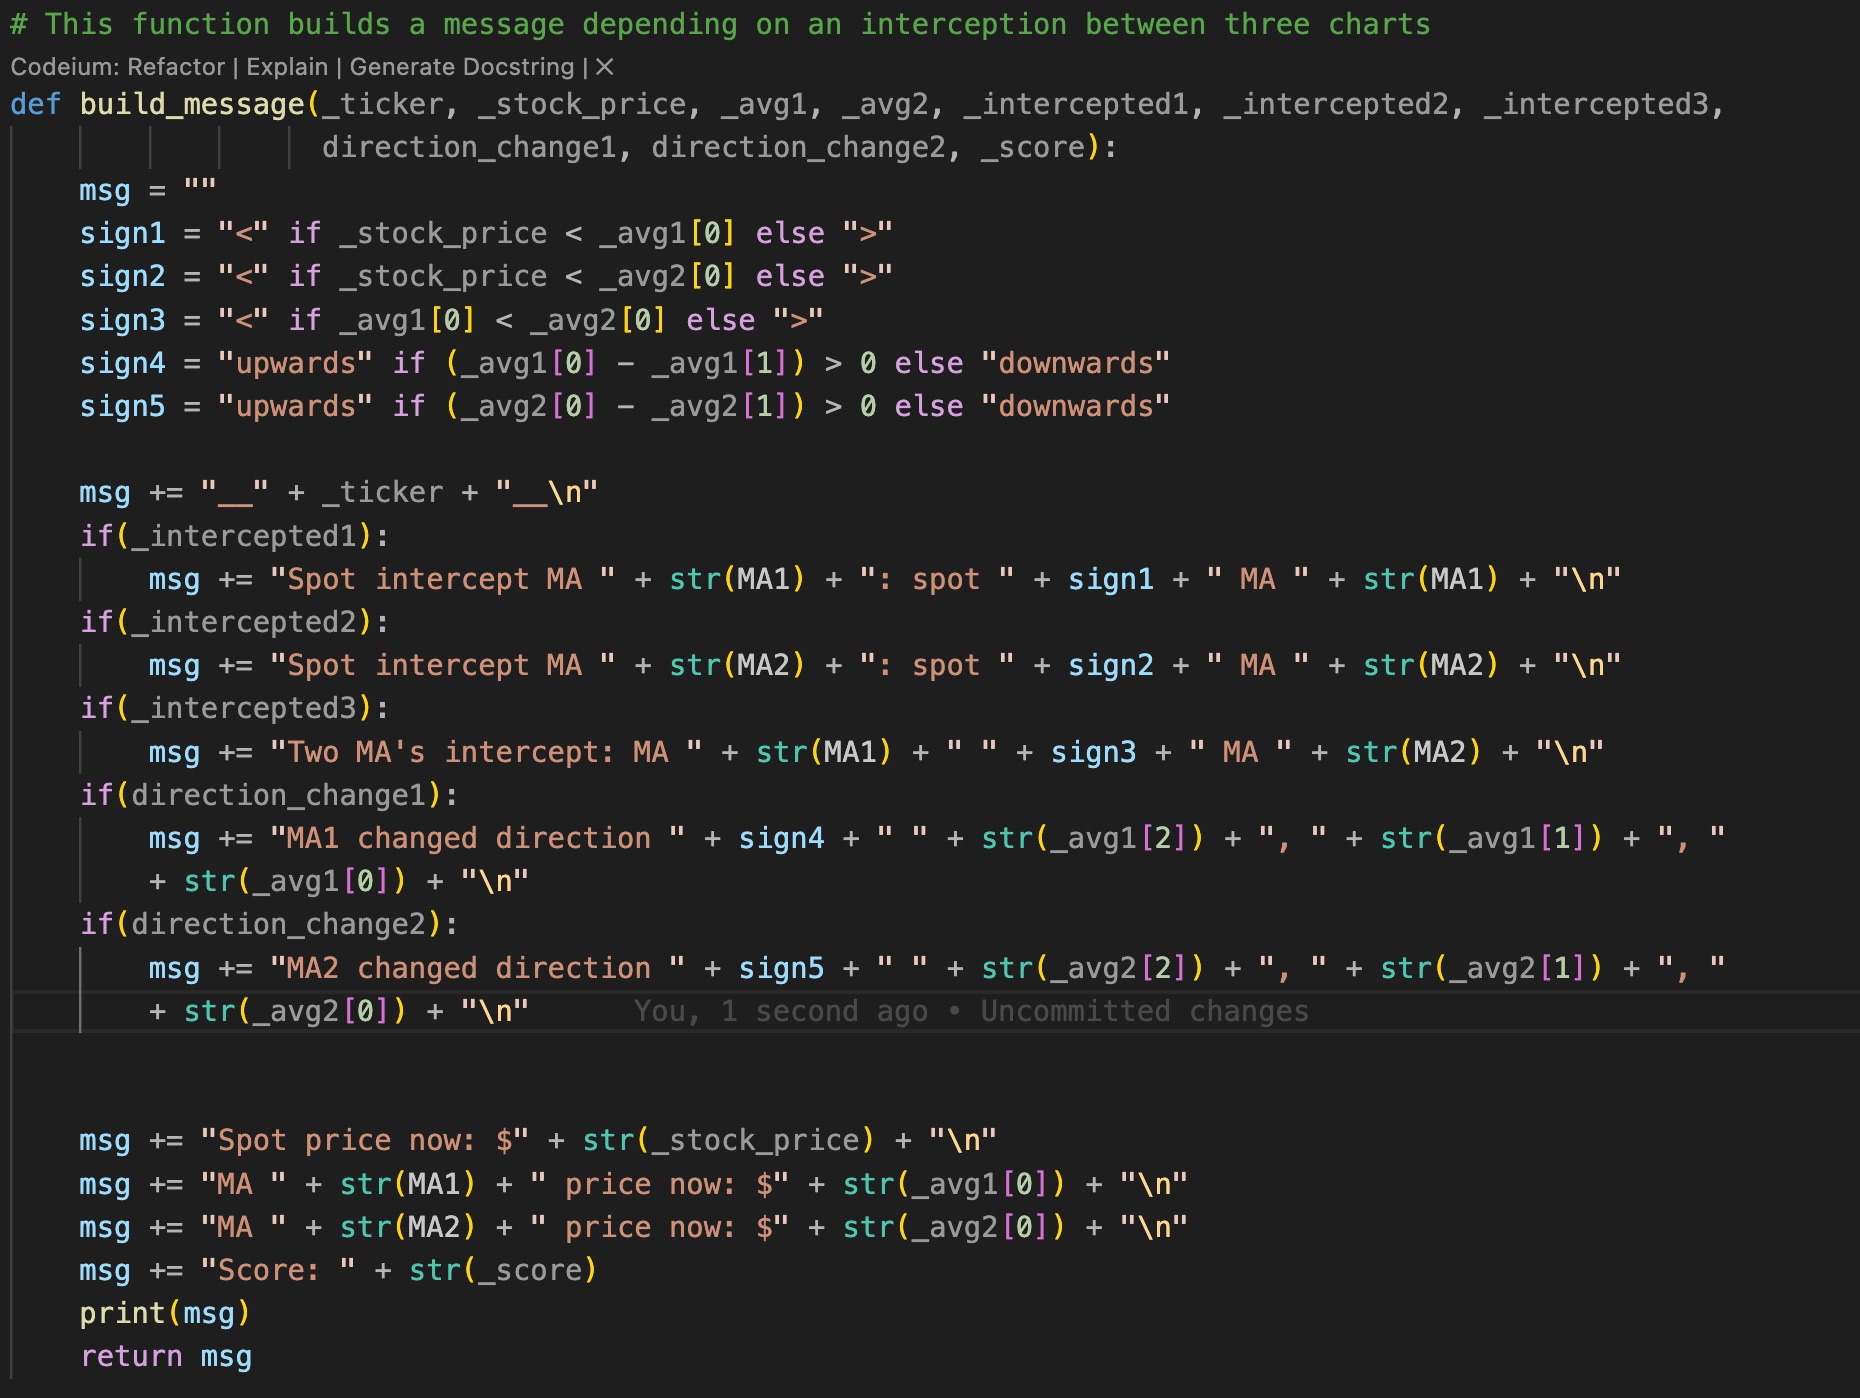 # This function builds a message depending on an interception between three charts
Codeium: Refactor | Explain | Generate Docstring | ✕
def build_message(_ticker, _stock_price, _avg1, _avg2, _intercepted1, _intercepted2, _intercepted3,
                  direction_change1, direction_change2, _score):
    msg = ""
    sign1 = "<" if _stock_price < _avg1[0] else ">"
    sign2 = "<" if _stock_price < _avg2[0] else ">"
    sign3 = "<" if _avg1[0] < _avg2[0] else ">"
    sign4 = "upwards" if (_avg1[0] - _avg1[1]) > 0 else "downwards"
    sign5 = "upwards" if (_avg2[0] - _avg2[1]) > 0 else "downwards"

    msg += "__" + _ticker + "__\n"
    if(_intercepted1):
        msg += "Spot intercept MA " + str(MA1) + ": spot " + sign1 + " MA " + str(MA1) + "\n"
    if(_intercepted2):
        msg += "Spot intercept MA " + str(MA2) + ": spot " + sign2 + " MA " + str(MA2) + "\n"
    if(_intercepted3):
        msg += "Two MA's intercept: MA " + str(MA1) + " " + sign3 + " MA " + str(MA2) + "\n"
    if(direction_change1):
        msg += "MA1 changed direction " + sign4 + " " + str(_avg1[2]) + ", " + str(_avg1[1]) + ", "
        + str(_avg1[0]) + "\n"
    if(direction_change2):
        msg += "MA2 changed direction " + sign5 + " " + str(_avg2[2]) + ", " + str(_avg2[1]) + ", "
        + str(_avg2[0]) + "\n"      You, 1 second ago • Uncommitted changes

    msg += "Spot price now: $" + str(_stock_price) + "\n"
    msg += "MA " + str(MA1) + " price now: $" + str(_avg1[0]) + "\n"
    msg += "MA " + str(MA2) + " price now: $" + str(_avg2[0]) + "\n"
    msg += "Score: " + str(_score)
    print(msg)
    return msg